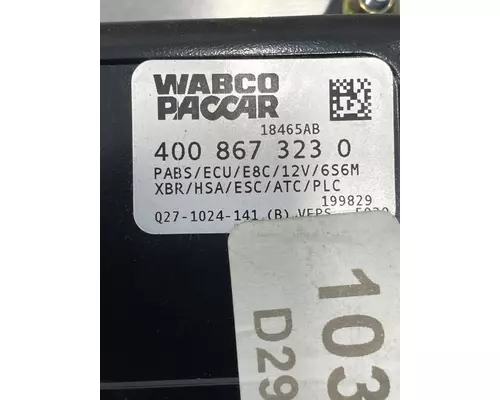 WABCO
PACCAR
18465AB
400 867 323 0
PABS/ECU/E8C/12V/6S6M
XBR/HSA/ESC/ATC/PLC
199829
Q27-1024-141 (B) VERS
103
D29